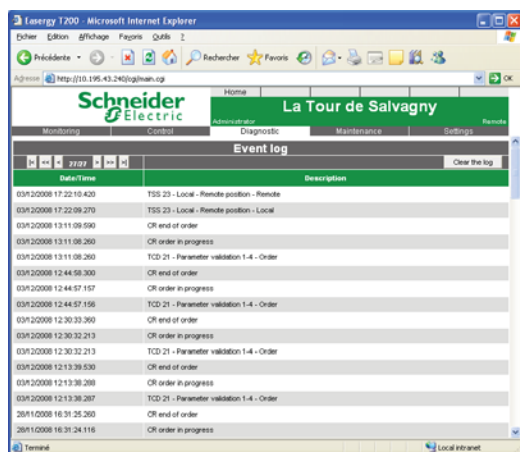 Easergy T200 - Microsoft Internet Explorer
Fichier Edition Affichage Favoris Outils ?
Précédente Rechercher Favoris
Adresse http://10.195.43.240/cgi/main.cgi OK
Home
Schneider Electric
La Tour de Salvagny
Administrator Remote
Monitoring Control Diagnostic Maintenance Settings
Event log
|< << < 27/27 > >> >| Clear the log
Date/Time Description
03/12/2008 17:22:10.420 TSS 23 - Local - Remote position - Remote
03/12/2008 17:22:09.270 TSS 23 - Local - Remote position - Local
03/12/2008 13:11:09.590 CR end of order
03/12/2008 13:11:08.260 CR order in progress
03/12/2008 13:11:08.260 TCD 21 - Parameter validation 1-4 - Order
03/12/2008 12:44:58.300 CR end of order
03/12/2008 12:44:57.157 CR order in progress
03/12/2008 12:44:57.156 TCD 21 - Parameter validation 1-4 - Order
03/12/2008 12:30:33.360 CR end of order
03/12/2008 12:30:32.213 CR order in progress
03/12/2008 12:30:32.213 TCD 21 - Parameter validation 1-4 - Order
03/12/2008 12:13:39.530 CR end of order
03/12/2008 12:13:38.288 CR order in progress
03/12/2008 12:13:38.287 TCD 21 - Parameter validation 1-4 - Order
28/11/2008 16:31:25.260 CR end of order
28/11/2008 16:31:24.116 CR order in progress
Terminé Local intranet